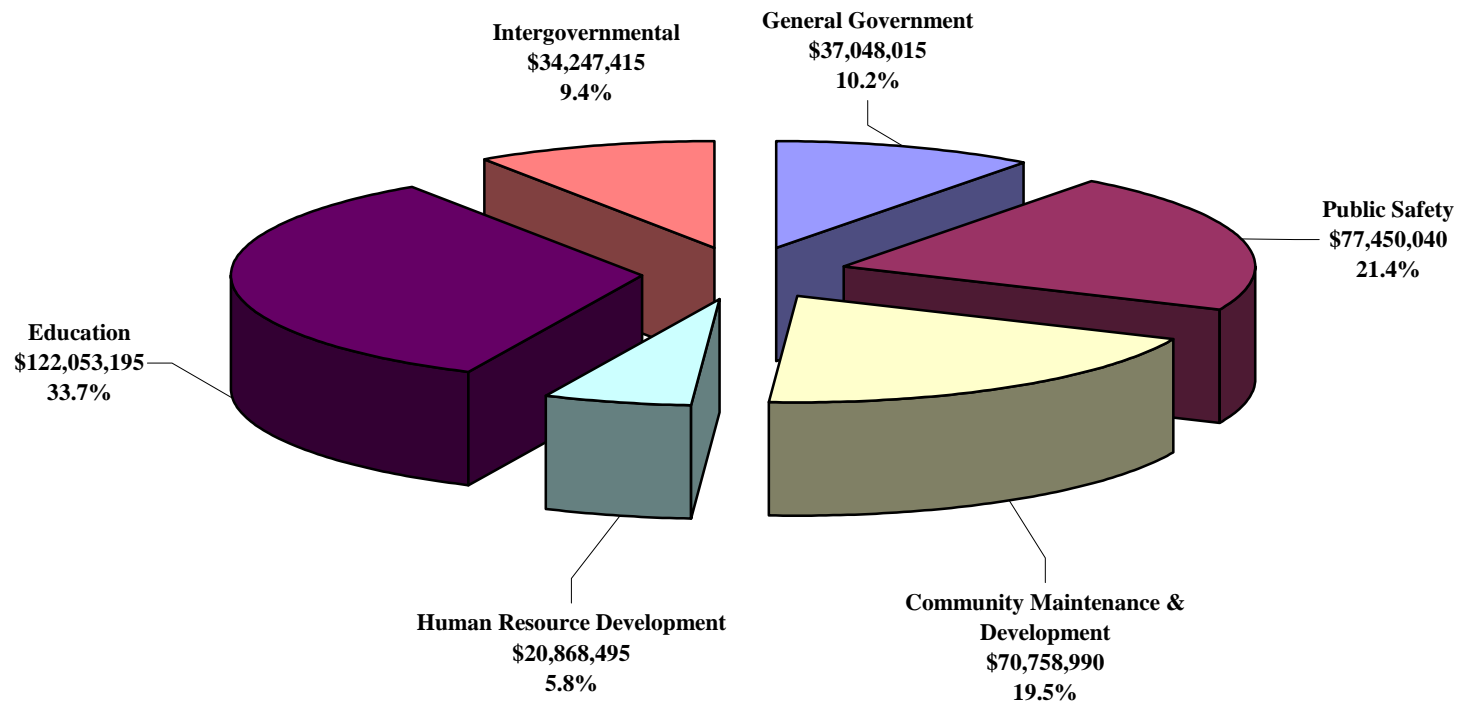 Intergovernmental
$34,247,415
9.4%
General Government
$37,048,015
10.2%
Public Safety
$77,450,040
21.4%
Education
$122,053,195
33.7%
Human Resource Development
$20,868,495
5.8%
Community Maintenance &
Development
$70,758,990
19.5%